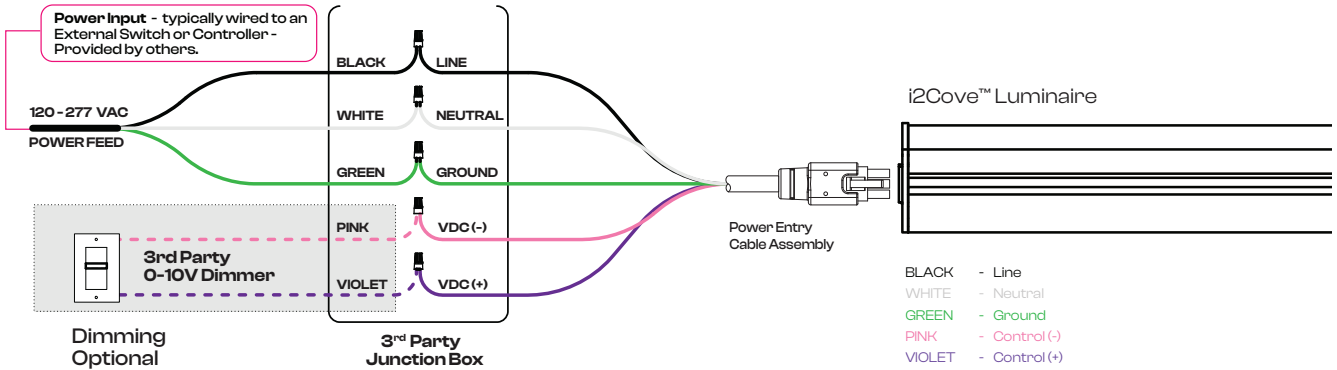 Power Input - typically wired to an
External Switch or Controller -
Provided by others.
120 - 277 VAC
POWER FEED
BLACK
LINE
WHITE
NEUTRAL
GREEN
GROUND
PINK
VDC (-)
VIOLET
VDC (+)
3rd Party
0-10V Dimmer
Dimming
Optional
3rd Party
Junction Box
Power Entry
Cable Assembly
i2Cove™ Luminaire
BLACK - Line
WHITE - Neutral
GREEN - Ground
PINK - Control (-)
VIOLET - Control (+)